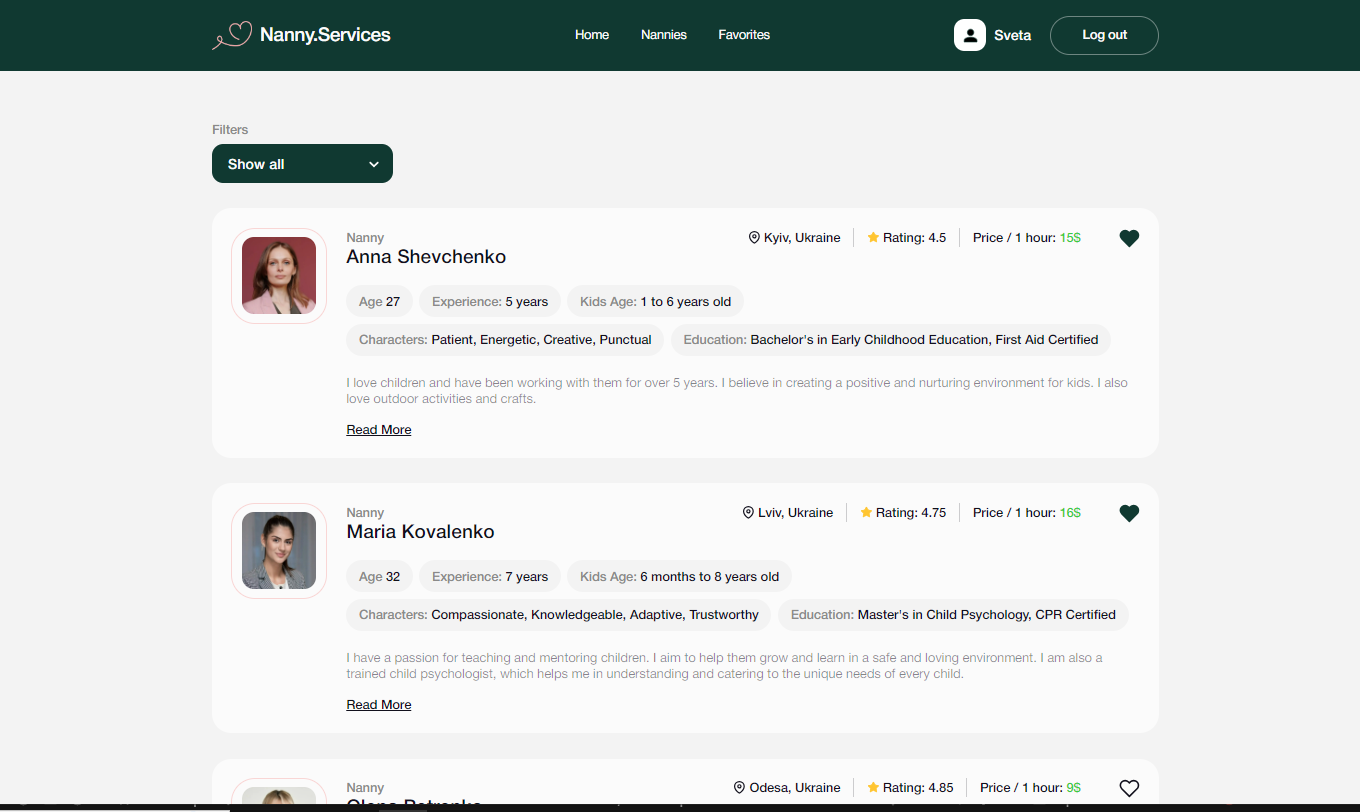 Nanny.Services
Home Nannies Favorites
Sveta
Log out
Filters
Show all
Nanny
Anna Shevchenko
Kyiv, Ukraine
Rating: 4.5
Price / 1 hour: 15$
Age 27
Experience: 5 years
Kids Age: 1 to 6 years old
Characters: Patient, Energetic, Creative, Punctual
Education: Bachelor's in Early Childhood Education, First Aid Certified
I love children and have been working with them for over 5 years. I believe in creating a positive and nurturing environment for kids. I also
love outdoor activities and crafts.
Read More
Nanny
Maria Kovalenko
Lviv, Ukraine
Rating: 4.75
Price / 1 hour: 16$
Age 32
Experience: 7 years
Kids Age: 6 months to 8 years old
Characters: Compassionate, Knowledgeable, Adaptive, Trustworthy
Education: Master's in Child Psychology, CPR Certified
I have a passion for teaching and mentoring children. I aim to help them grow and learn in a safe and loving environment. I am also a
trained child psychologist, which helps me in understanding and catering to the unique needs of every child.
Read More
Nanny
Odesa, Ukraine
Rating: 4.85
Price / 1 hour: 9$